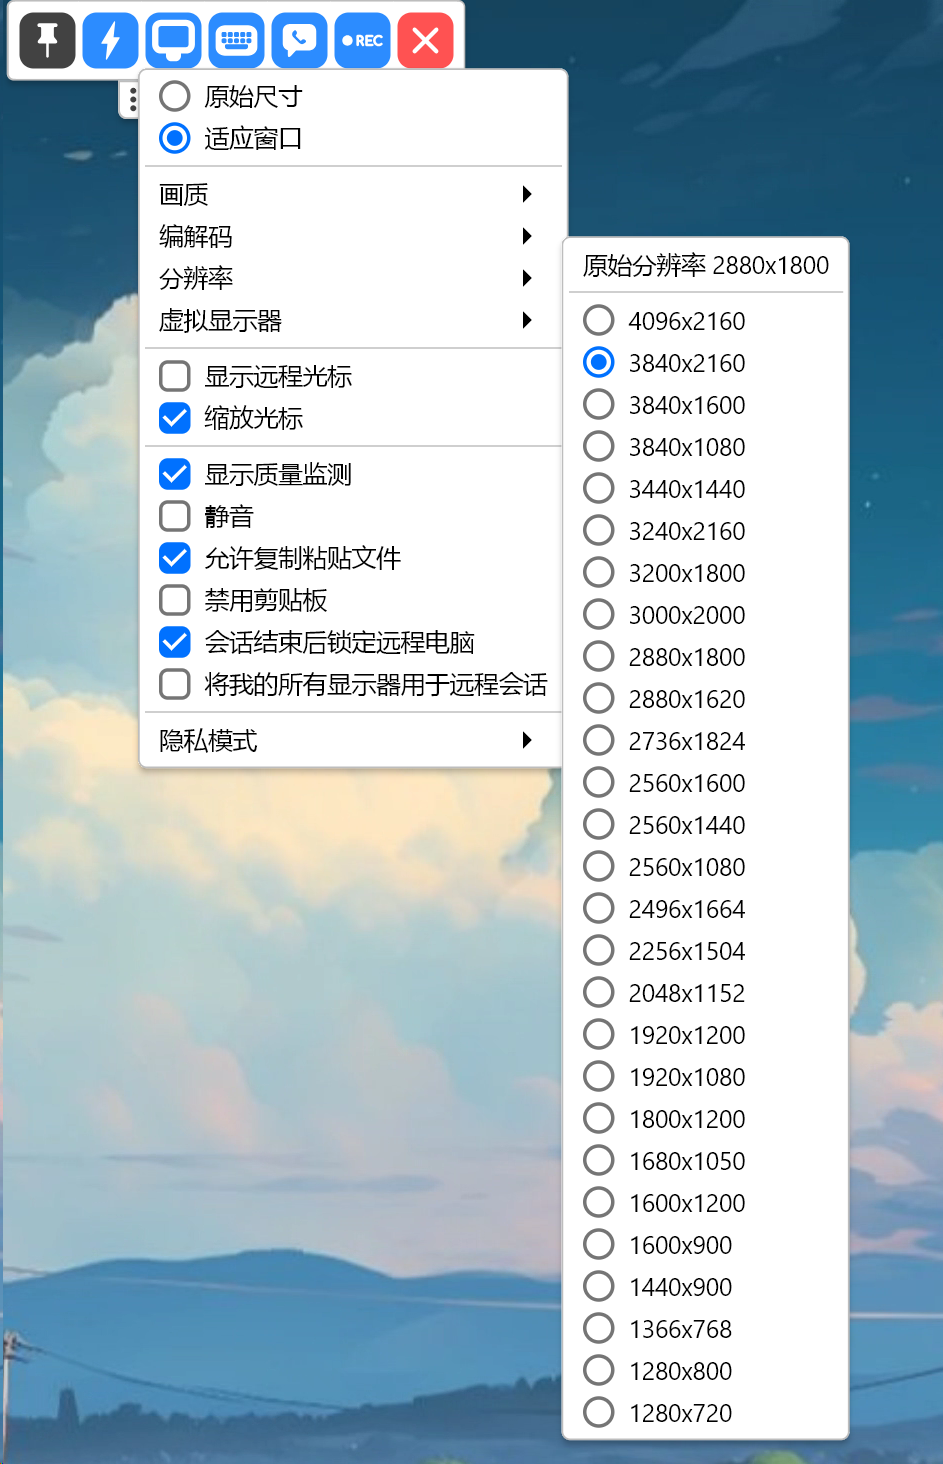 REC
原始尺寸
适应窗口
画质
编解码
分辨率
虚拟显示器
显示远程光标
缩放光标
显示质量监测
静音
允许复制粘贴文件
禁用剪贴板
会话结束后锁定远程电脑
将我的所有显示器用于远程会话
隐私模式
原始分辨率 2880x1800
4096x2160
3840x2160
3840x1600
3840x1080
3440x1440
3240x2160
3200x1800
3000x2000
2880x1800
2880x1620
2736x1824
2560x1600
2560x1440
2560x1080
2496x1664
2256x1504
2048x1152
1920x1200
1920x1080
1800x1200
1680x1050
1600x1200
1600x900
1440x900
1366x768
1280x800
1280x720